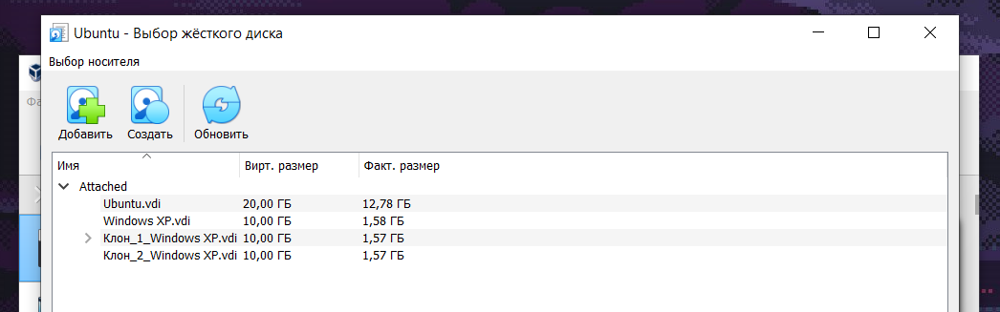 Ubuntu - Выбор жёсткого диска
Выбор носителя
Фа
Добавить Создать Обновить
Имя Вирт. размер Факт. размер
Attached
Ubuntu.vdi 20,00 ГБ 12,78 ГБ
Windows XP.vdi 10,00 ГБ 1,58 ГБ
Клон_1_Windows XP.vdi 10,00 ГБ 1,57 ГБ
Клон_2_Windows XP.vdi 10,00 ГБ 1,57 ГБ